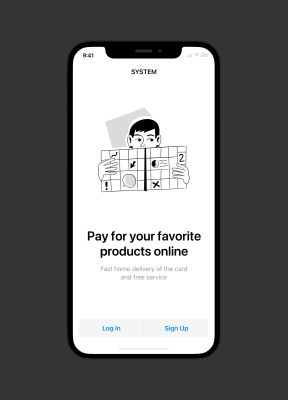 9:41
SYSTEM
2
!
Pay for your favorite
products online
Fast home delivery of the card
and free service
Log In
Sign Up